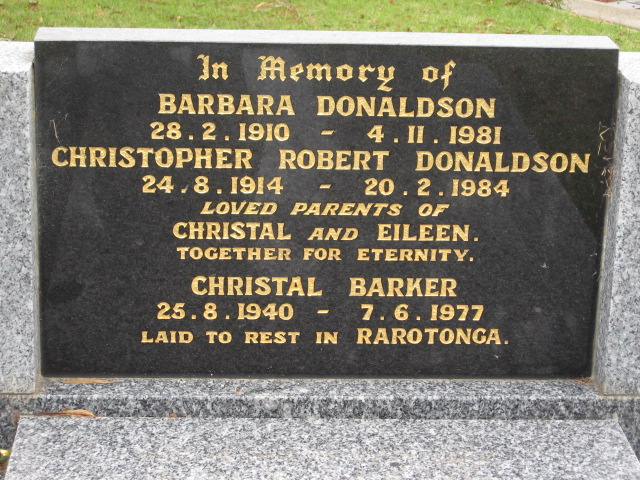 In Memory of
BARBARA DONALDSON
28.2.1910 - 4.11.1981
CHRISTOPHER ROBERT DONALDSON
24.8.1914 - 20.2.1984
LOVED PARENTS OF
CHRISTAL AND EILEEN.
TOGETHER FOR ETERNITY.
CHRISTAL BARKER
25.8.1940 - 7.6.1977
LAID TO REST IN RAROTONGA.